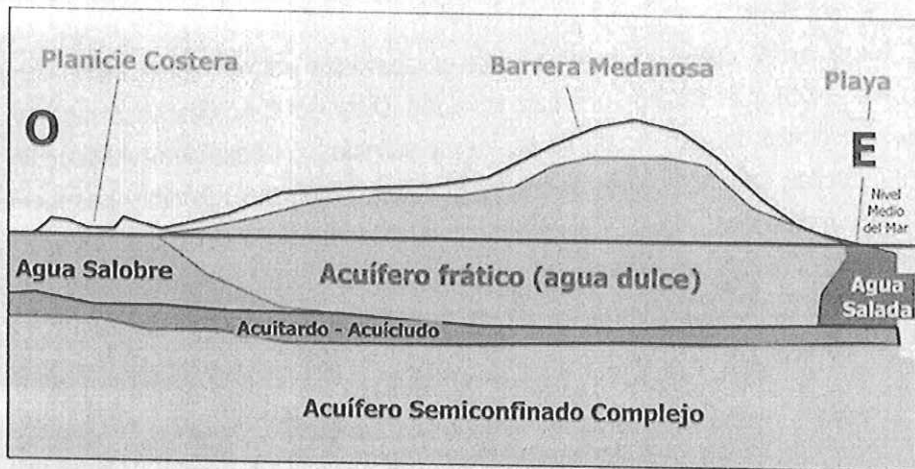 Planicie Costera
Barrera Medanosa
Playa
O
E
Nivel
Medio
del Mar
Agua Salobre
Acuífero frático (agua dulce)
Agua
Salada
Acuitardo - Acuícludo
Acuífero Semiconfinado Complejo